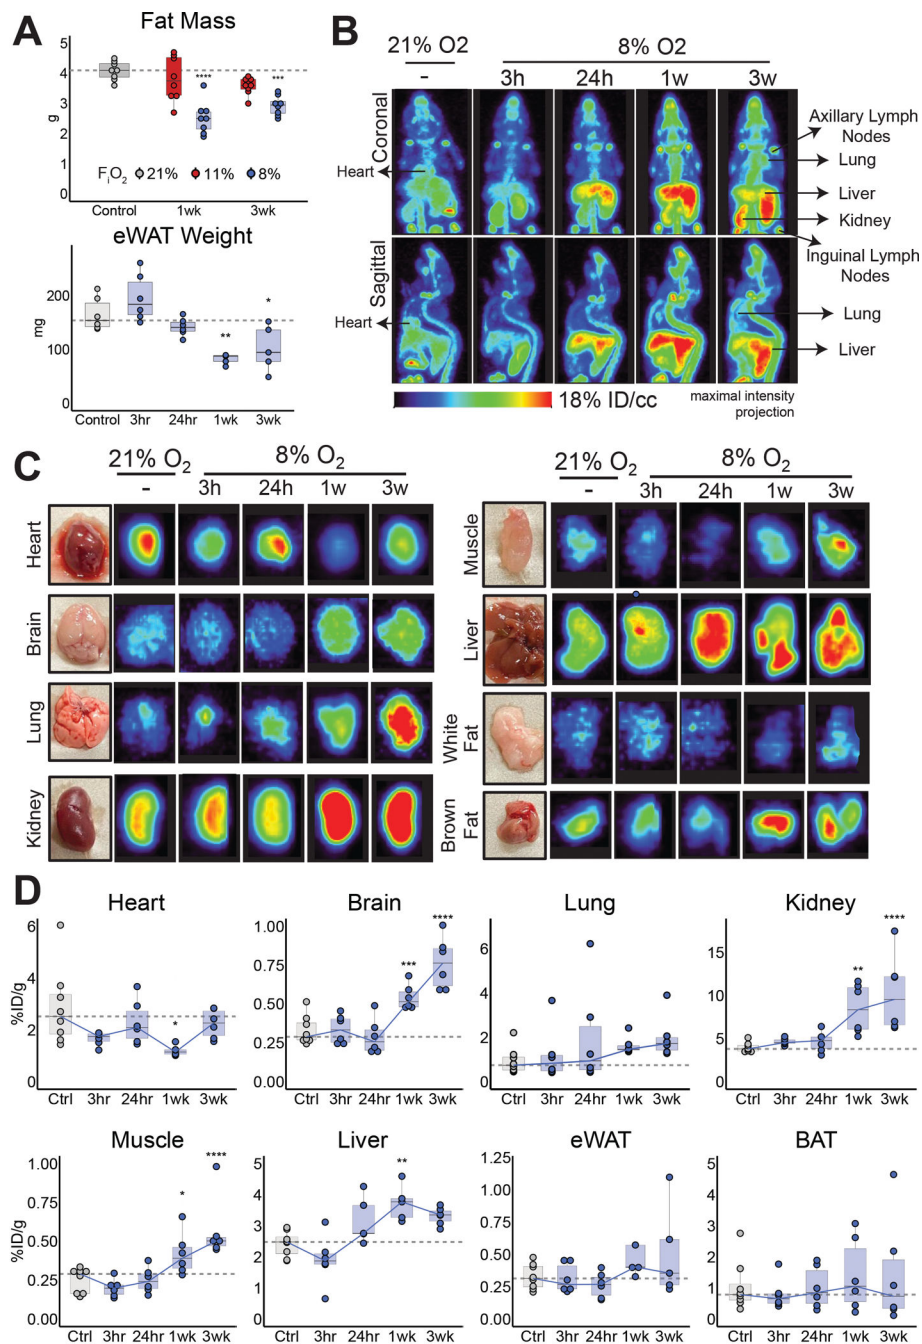 A
Fat Mass
5
4
3
2
1
0
g
****
***
FiO2
21%
11%
8%
Control
1wk
3wk
eWAT Weight
200
100
0
mg
**
*
Control
3hr
24hr
1wk
3wk
B
21% O2
8% O2
-
3h
24h
1w
3w
Coronal
Heart
Axillary Lymph
Nodes
Lung
Liver
Kidney
Inguinal Lymph
Nodes
Sagittal
Heart
Lung
Liver
18% ID/cc
maximal intensity
projection
C
21% O2
8% O2
-
3h
24h
1w
3w
Heart
Brain
Lung
Kidney
21% O2
8% O2
-
3h
24h
1w
3w
Muscle
Liver
White
Fat
Brown
Fat
D
Heart
%ID/g
6
4
2
0
*
Ctrl
3hr
24hr
1wk
3wk
Brain
1.00
0.75
0.50
0.25
0.00
***
****
Ctrl
3hr
24hr
1wk
3wk
Lung
6
4
2
0
Ctrl
3hr
24hr
1wk
3wk
Kidney
15
10
5
0
**
****
Ctrl
3hr
24hr
1wk
3wk
Muscle
%ID/g
1.00
0.75
0.50
0.25
0.00
*
****
Ctrl
3hr
24hr
1wk
3wk
Liver
5
4
3
2
1
0
**
Ctrl
3hr
24hr
1wk
3wk
eWAT
1.25
1.00
0.75
0.50
0.25
0.00
Ctrl
3hr
24hr
1wk
3wk
BAT
5
4
3
2
1
0
Ctrl
3hr
24hr
1wk
3wk